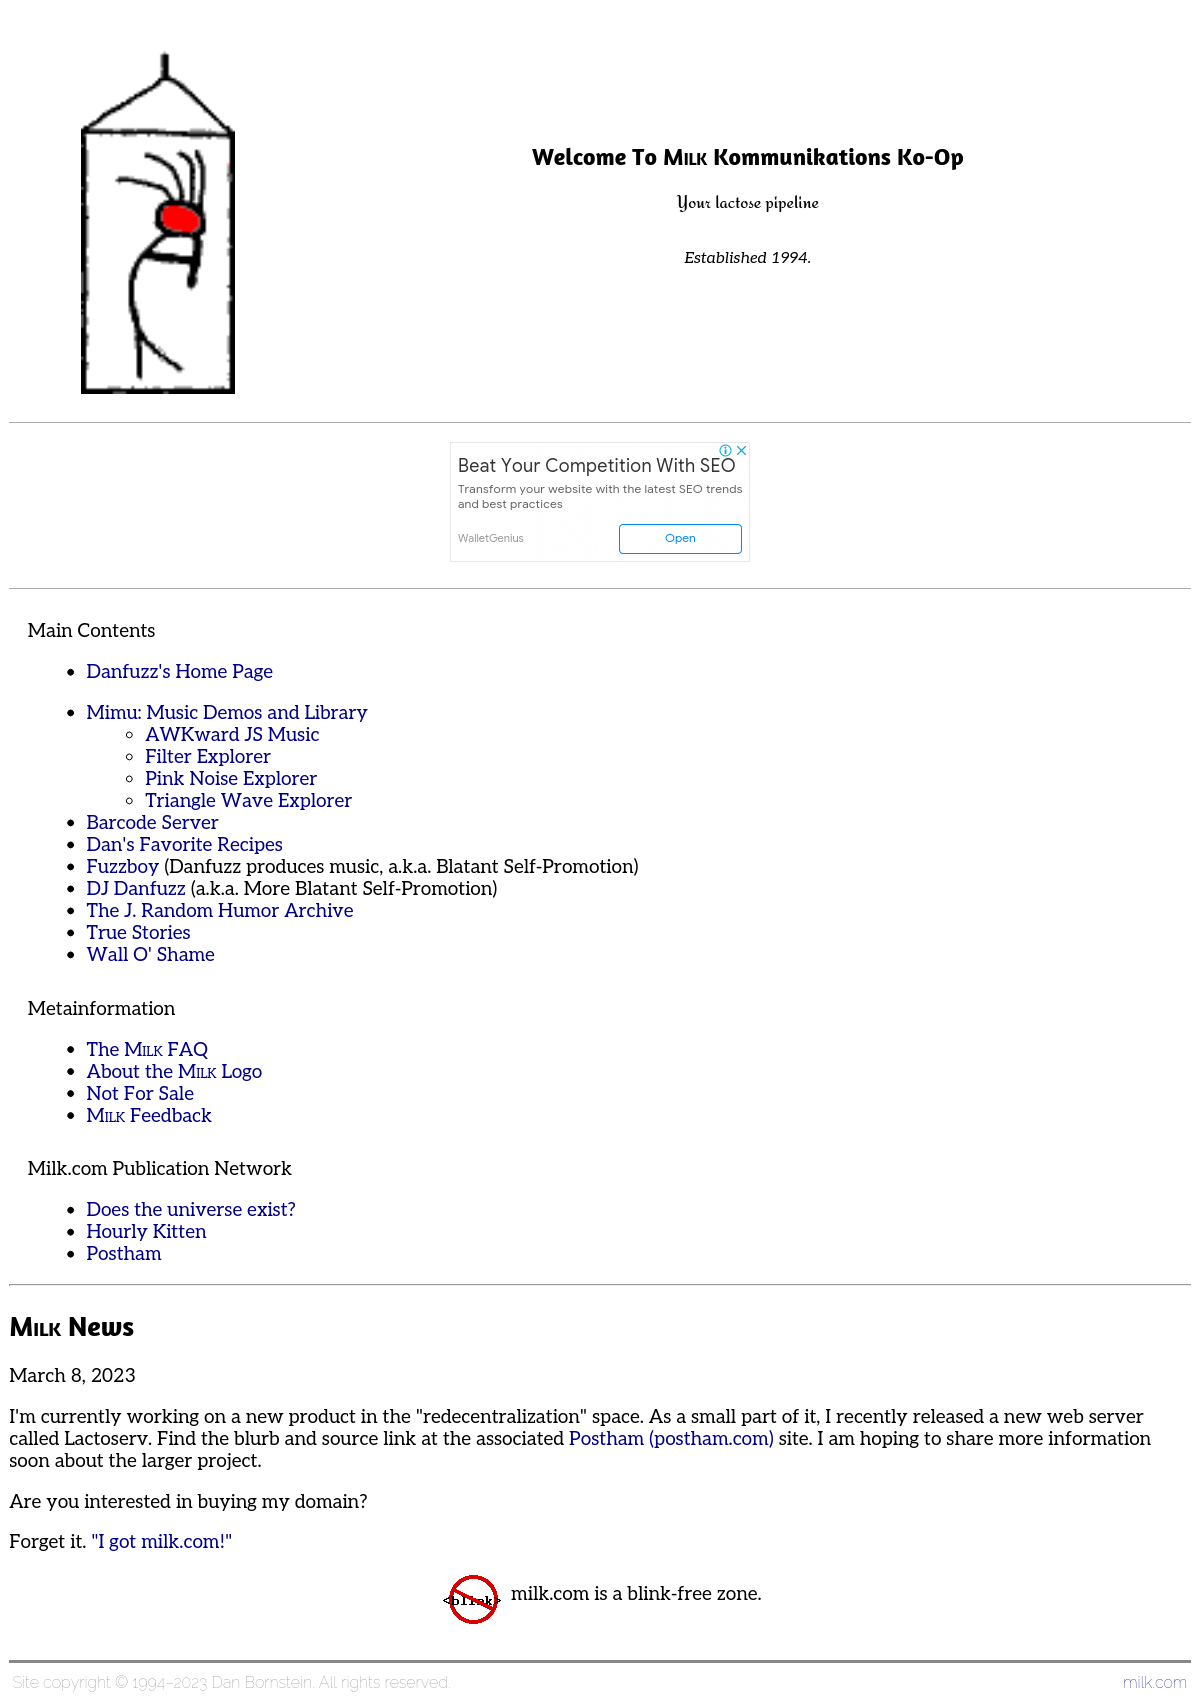 Welcome To Milk Kommunikations Ko-Op
Your lactose pipeline
Established 1994.
Beat Your Competition With SEO
Transform your website with the latest SEO trends
and best practices
WalletGenius
Open
Main Contents
Danfuzz's Home Page
Mimu: Music Demos and Library
AWKward JS Music
Filter Explorer
Pink Noise Explorer
Triangle Wave Explorer
Barcode Server
Dan's Favorite Recipes
Fuzzboy (Danfuzz produces music, a.k.a. Blatant Self-Promotion)
DJ Danfuzz (a.k.a. More Blatant Self-Promotion)
The J. Random Humor Archive
True Stories
Wall O' Shame
Metainformation
The Milk FAQ
About the Milk Logo
Not For Sale
Milk Feedback
Milk.com Publication Network
Does the universe exist?
Hourly Kitten
Postham
Milk News
March 8, 2023
I'm currently working on a new product in the "redecentralization" space. As a small part of it, I recently released a new web server
called Lactoserv. Find the blurb and source link at the associated Postham (postham.com) site. I am hoping to share more information
soon about the larger project.
Are you interested in buying my domain?
Forget it. "I got milk.com!"
<blink> milk.com is a blink-free zone.
Site copyright © 1994–2023 Dan Bornstein. All rights reserved. milk.com